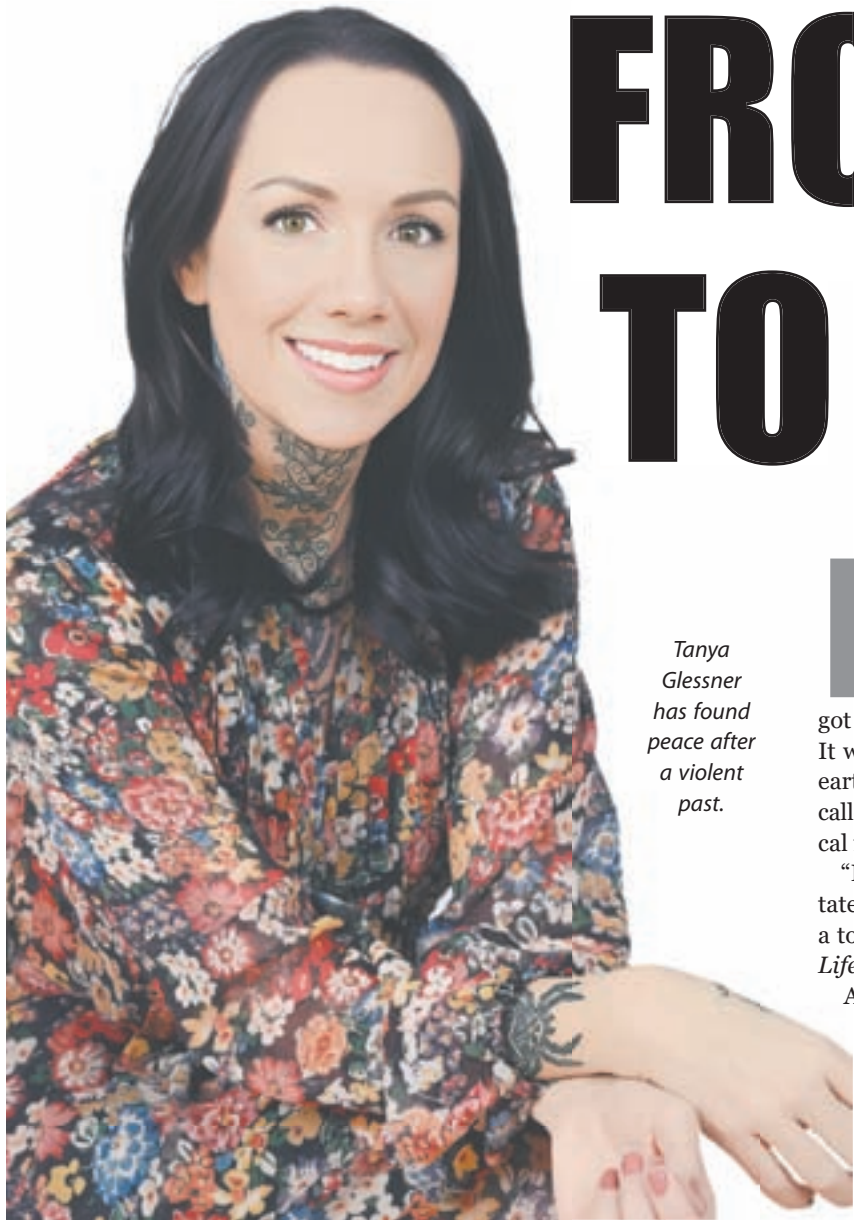 FRO
TO
Tanya
Glessner
has found
peace after
a violent
past.
got
It w
eart
call
cal
“I
tate
a to
Life
A